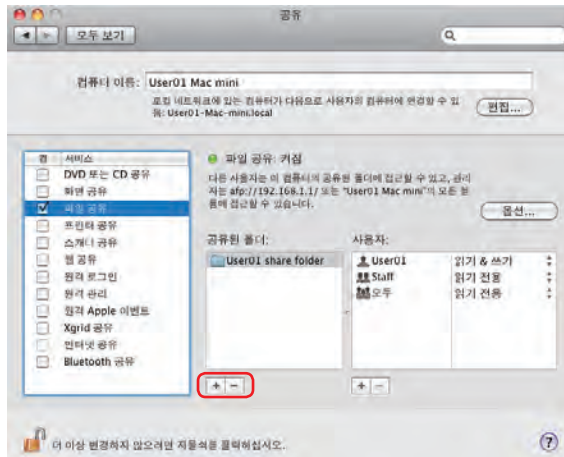 공유
모두 보기
컴퓨터 이름: User01 Mac mini
로컬 네트워크에 있는 컴퓨터가 다음으로 사용자의 컴퓨터에 연결할 수 있
음: User01-Mac-mini.local
편집...
켬 서비스
DVD 또는 CD 공유
화면 공유
파일 공유
프린터 공유
스캐너 공유
웹 공유
원격 로그인
원격 관리
원격 Apple 이벤트
Xgrid 공유
인터넷 공유
Bluetooth 공유
파일 공유: 켜짐
다른 사용자는 이 컴퓨터의 공유된 폴더에 접근할 수 있고, 관리
자는 afp://192.168.1.1/ 또는 "User01 Mac mini"의 모든 볼
륨에 접근할 수 있습니다.
옵션...
공유된 폴더:
User01 share folder
사용자:
User01 읽기 & 쓰기
Staff 읽기 전용
모두 읽기 전용
+ −
+ −
더 이상 변경하지 않으려면 자물쇠를 클릭하십시오.
?